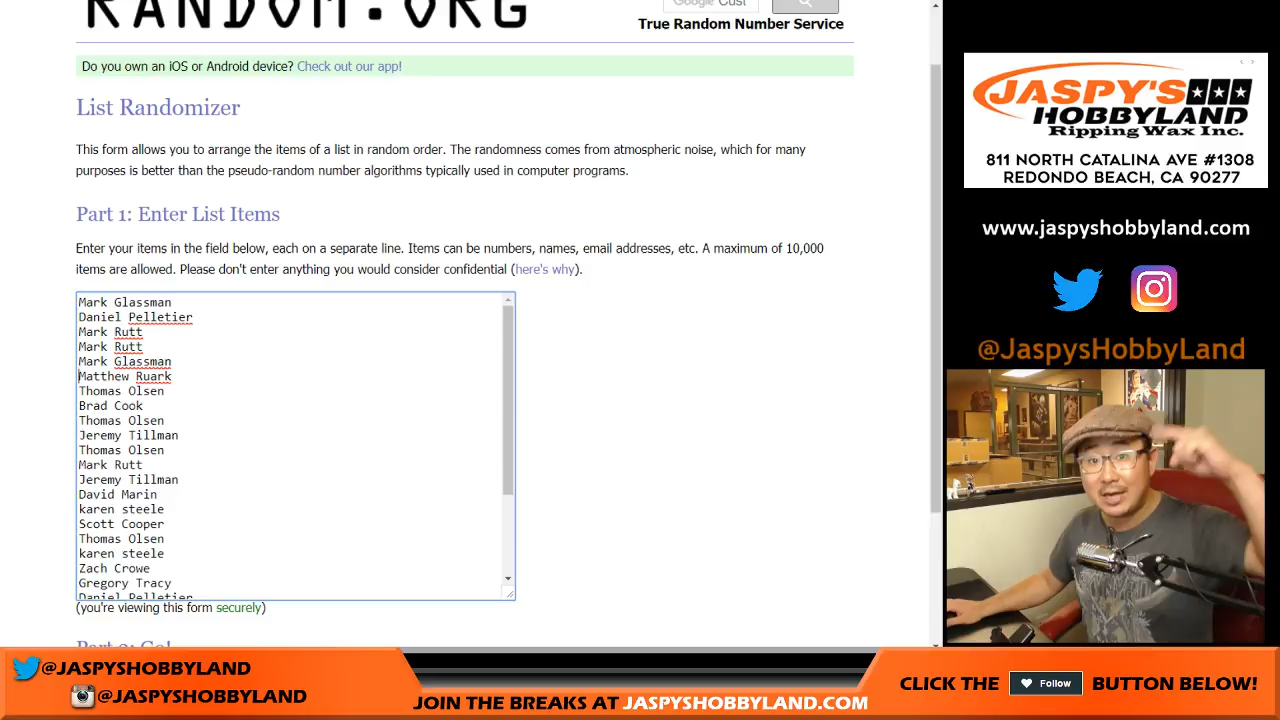 RANDOM.ORG
Google Cust
True Random Number Service
Do you own an iOS or Android device? Check out our app!
List Randomizer
This form allows you to arrange the items of a list in random order. The randomness comes from atmospheric noise, which for many
purposes is better than the pseudo-random number algorithms typically used in computer programs.
Part 1: Enter List Items
Enter your items in the field below, each on a separate line. Items can be numbers, names, email addresses, etc. A maximum of 10,000
items are allowed. Please don't enter anything you would consider confidential (here's why).
Mark Glassman
Daniel Pelletier
Mark Rutt
Mark Rutt
Mark Glassman
Matthew Ruark
Thomas Olsen
Brad Cook
Thomas Olsen
Jeremy Tillman
Thomas Olsen
Mark Rutt
Jeremy Tillman
David Marin
karen steele
Scott Cooper
Thomas Olsen
karen steele
Zach Crowe
Gregory Tracy
Daniel Pelletier
(you're viewing this form securely)
Part 2: Go!
JASPY'S
HOBBYLAND
Ripping Wax Inc.
811 NORTH CATALINA AVE #1308
REDONDO BEACH, CA 90277
www.jaspyshobbyland.com
@JaspysHobbyLand
@JASPYSHOBBYLAND
@JASPYSHOBBYLAND
JOIN THE BREAKS AT JASPYSHOBBYLAND.COM
CLICK THE Follow BUTTON BELOW!